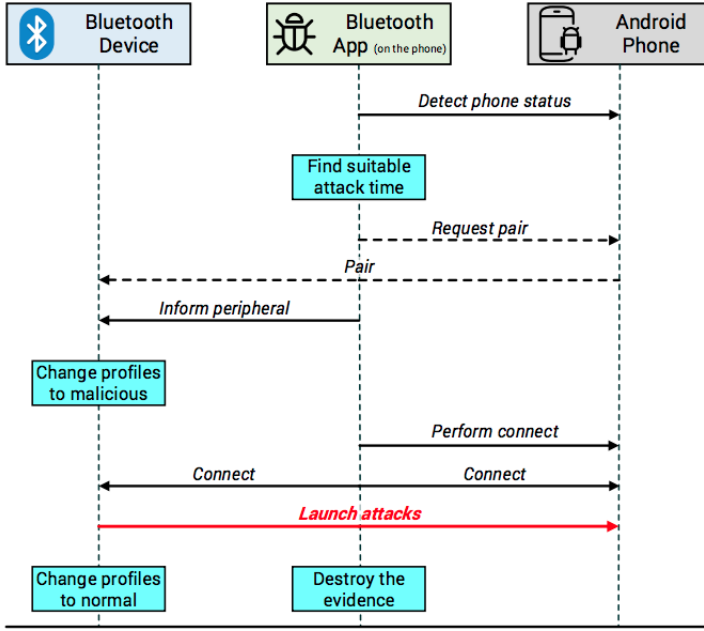 Bluetooth
Device
Bluetooth
App (on the phone)
Android
Phone
Detect phone status
Find suitable
attack time
Request pair
Pair
Inform peripheral
Change profiles
to malicious
Perform connect
Connect
Connect
Launch attacks
Change profiles
to normal
Destroy the
evidence